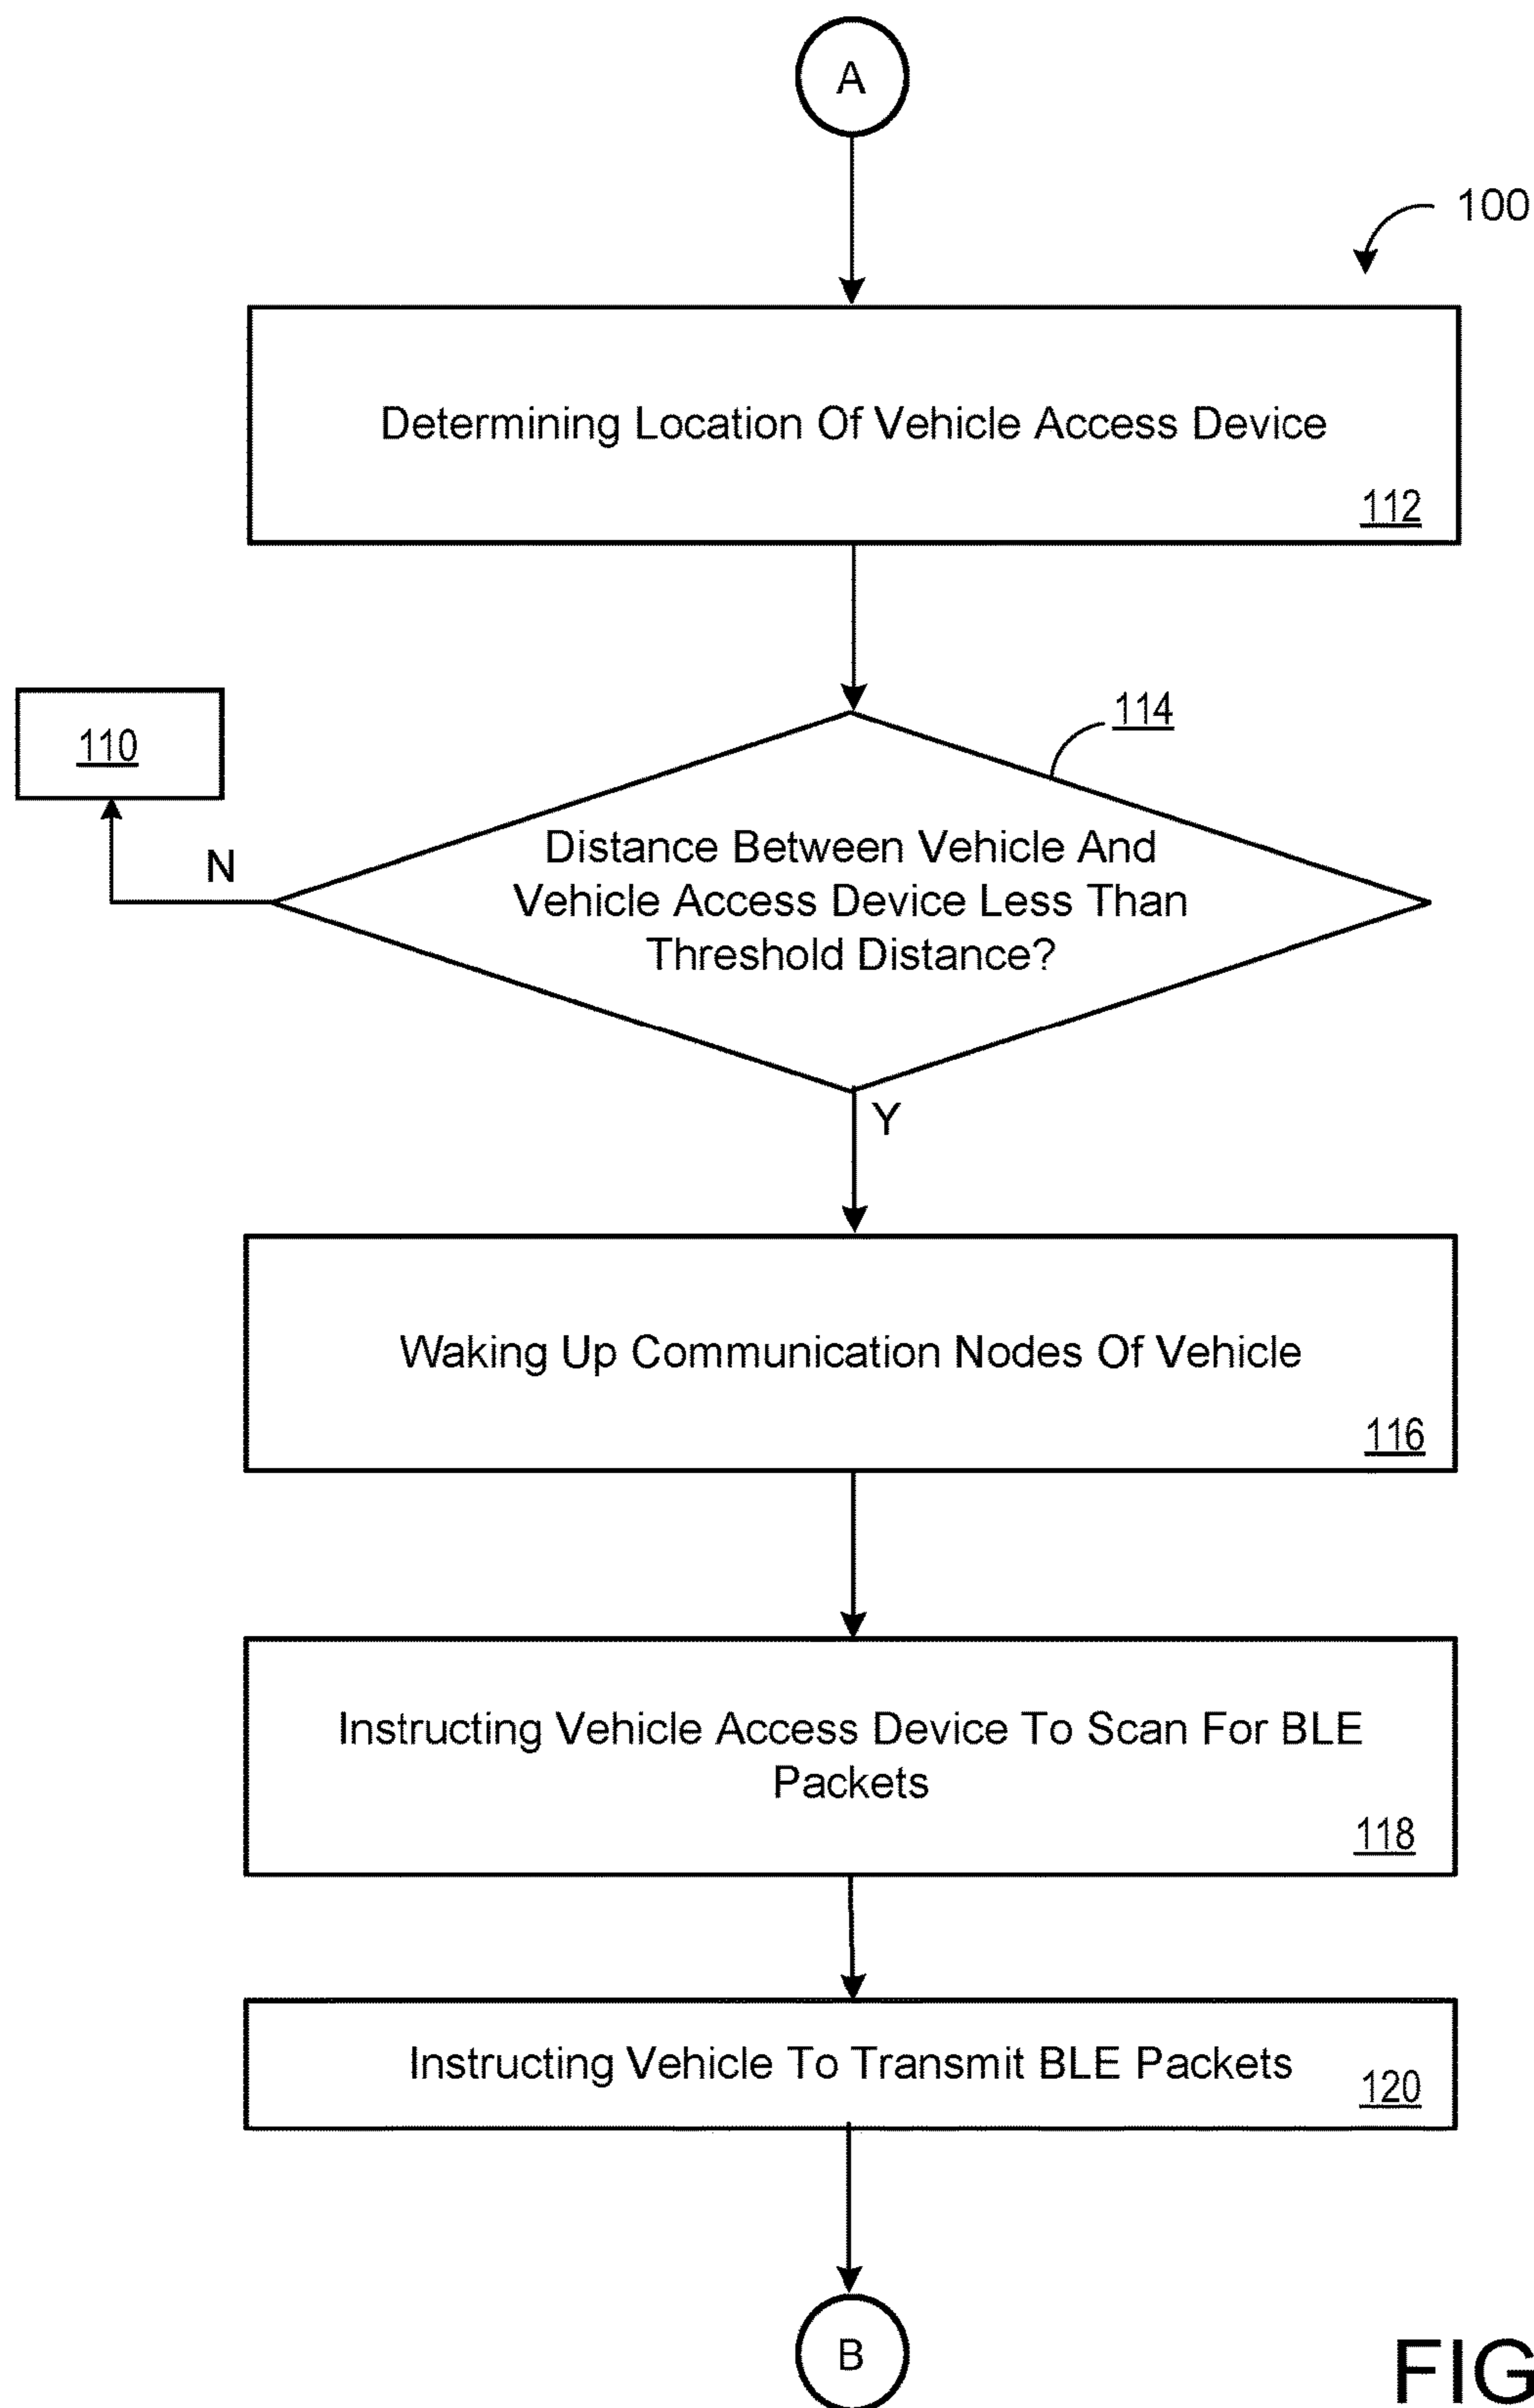 A
100
Determining Location Of Vehicle Access Device
112
110
114
N
Distance Between Vehicle And
Vehicle Access Device Less Than
Threshold Distance?
Y
Waking Up Communication Nodes Of Vehicle
116
Instructing Vehicle Access Device To Scan For BLE
Packets
118
Instructing Vehicle To Transmit BLE Packets
120
B
FIG